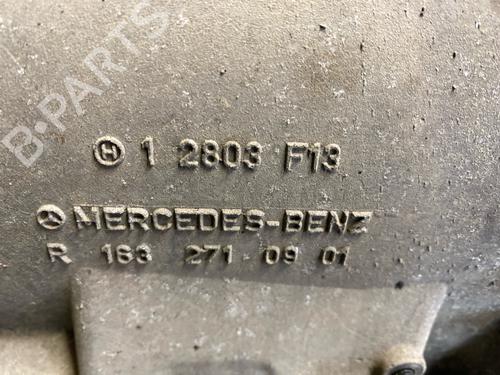 B-PARTS
H 1 2803 F13
MERCEDES-BENZ
R 163 271 09 01